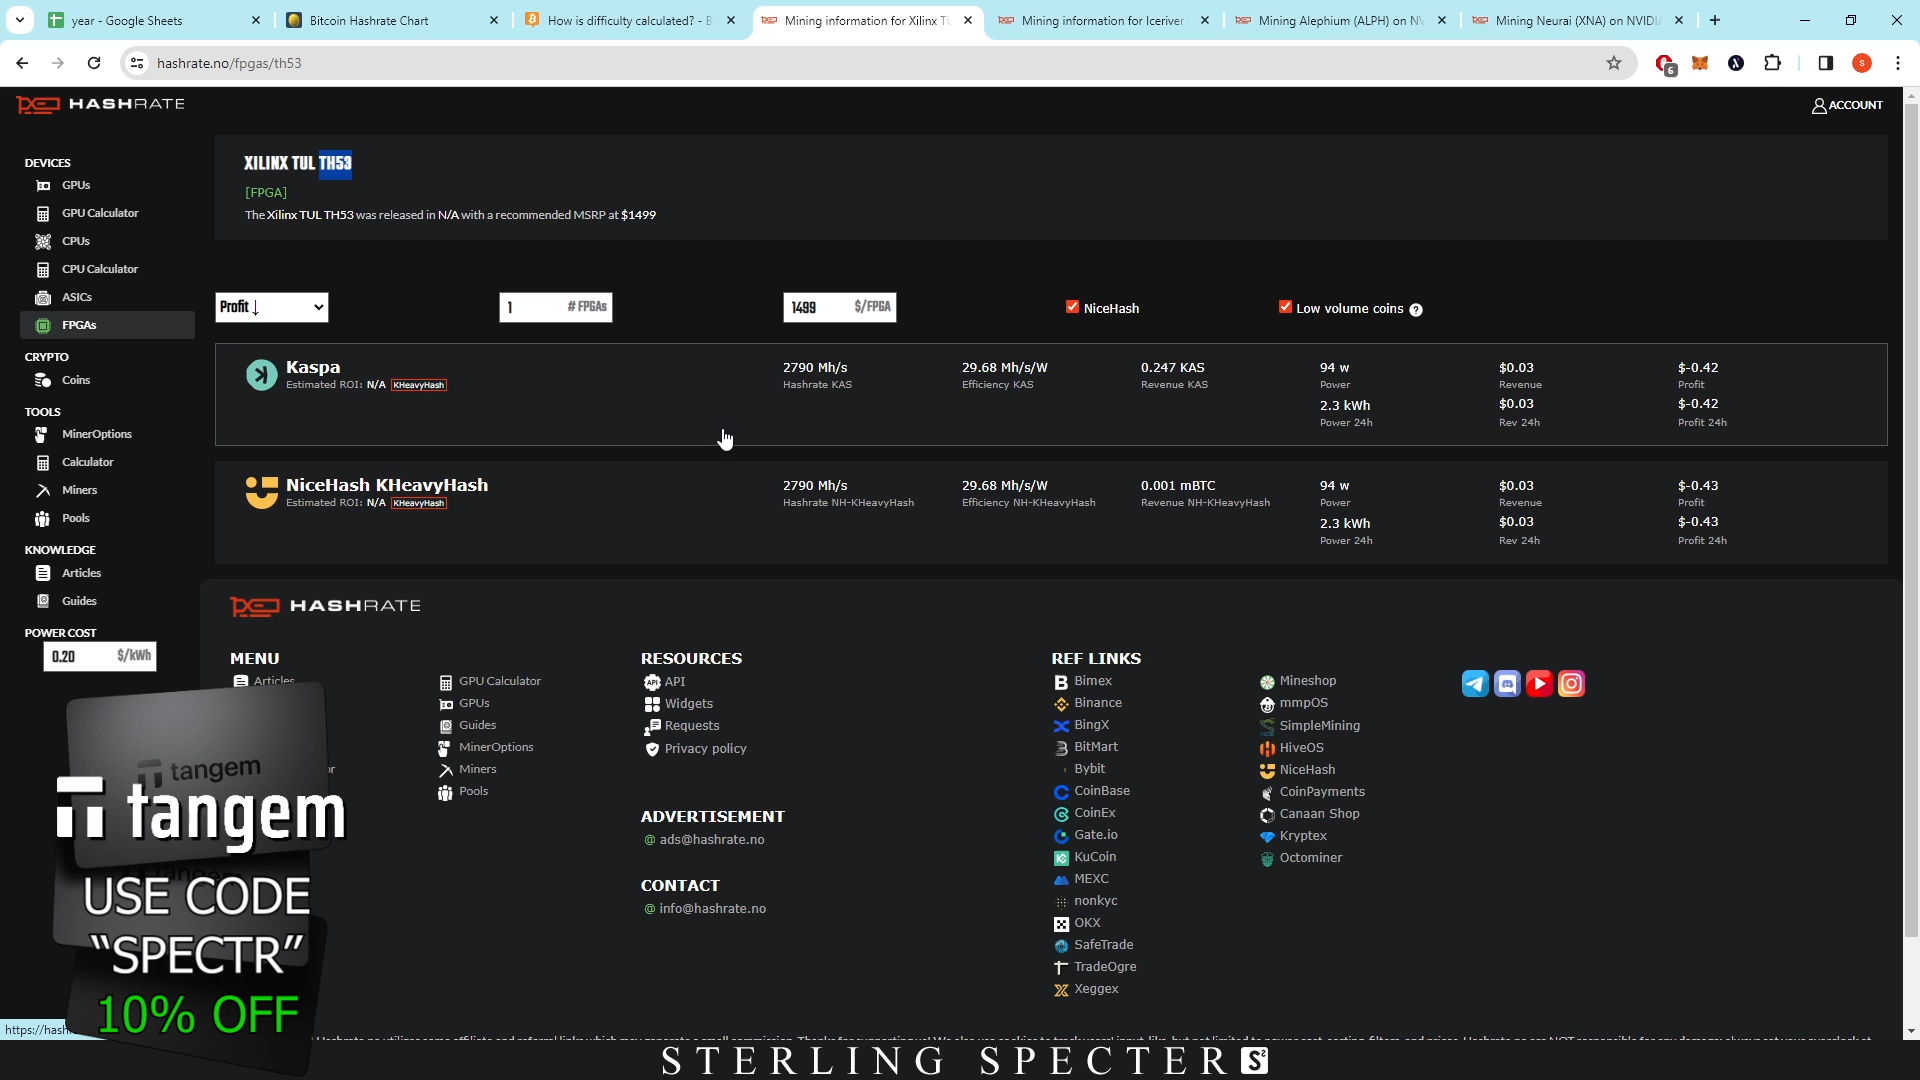 year - Google Sheets
Bitcoin Hashrate Chart
How is difficulty calculated? - B
Mining information for Xilinx TU
Mining information for Iceriver
Mining Alephium (ALPH) on NV
Mining Neurai (XNA) on NVIDI
hashrate.no/fpgas/th53
6
S
HASHRATE
ACCOUNT
DEVICES
GPUs
GPU Calculator
CPUs
CPU Calculator
ASICs
FPGAs
CRYPTO
Coins
TOOLS
MinerOptions
Calculator
Miners
Pools
KNOWLEDGE
Articles
Guides
POWER COST
0.20 $/kWh
XILINX TUL TH53
[FPGA]
The Xilinx TUL TH53 was released in N/A with a recommended MSRP at $1499
Profit ↓
1 # FPGAs
1499 $/FPGA
NiceHash
Low volume coins ?
Kaspa
Estimated ROI: N/A KHeavyHash
2790 Mh/s
Hashrate KAS
29.68 Mh/s/W
Efficiency KAS
0.247 KAS
Revenue KAS
94 w
Power
2.3 kWh
Power 24h
$0.03
Revenue
$0.03
Rev 24h
$-0.42
Profit
$-0.42
Profit 24h
NiceHash KHeavyHash
Estimated ROI: N/A KHeavyHash
2790 Mh/s
Hashrate NH-KHeavyHash
29.68 Mh/s/W
Efficiency NH-KHeavyHash
0.001 mBTC
Revenue NH-KHeavyHash
94 w
Power
2.3 kWh
Power 24h
$0.03
Revenue
$0.03
Rev 24h
$-0.43
Profit
$-0.43
Profit 24h
HASHRATE
MENU
Articles
GPU Calculator
GPUs
Guides
MinerOptions
Miners
Pools
RESOURCES
API
Widgets
Requests
Privacy policy
ADVERTISEMENT
@ ads@hashrate.no
CONTACT
@ info@hashrate.no
REF LINKS
Bimex
Binance
BingX
BitMart
Bybit
CoinBase
CoinEx
Gate.io
KuCoin
MEXC
nonkyc
OKX
SafeTrade
TradeOgre
Xeggex
Mineshop
mmpOS
SimpleMining
HiveOS
NiceHash
CoinPayments
Canaan Shop
Kryptex
Octominer
tangem
tangem
USE CODE
"SPECTR"
10% OFF
https://hash
STERLING SPECTER